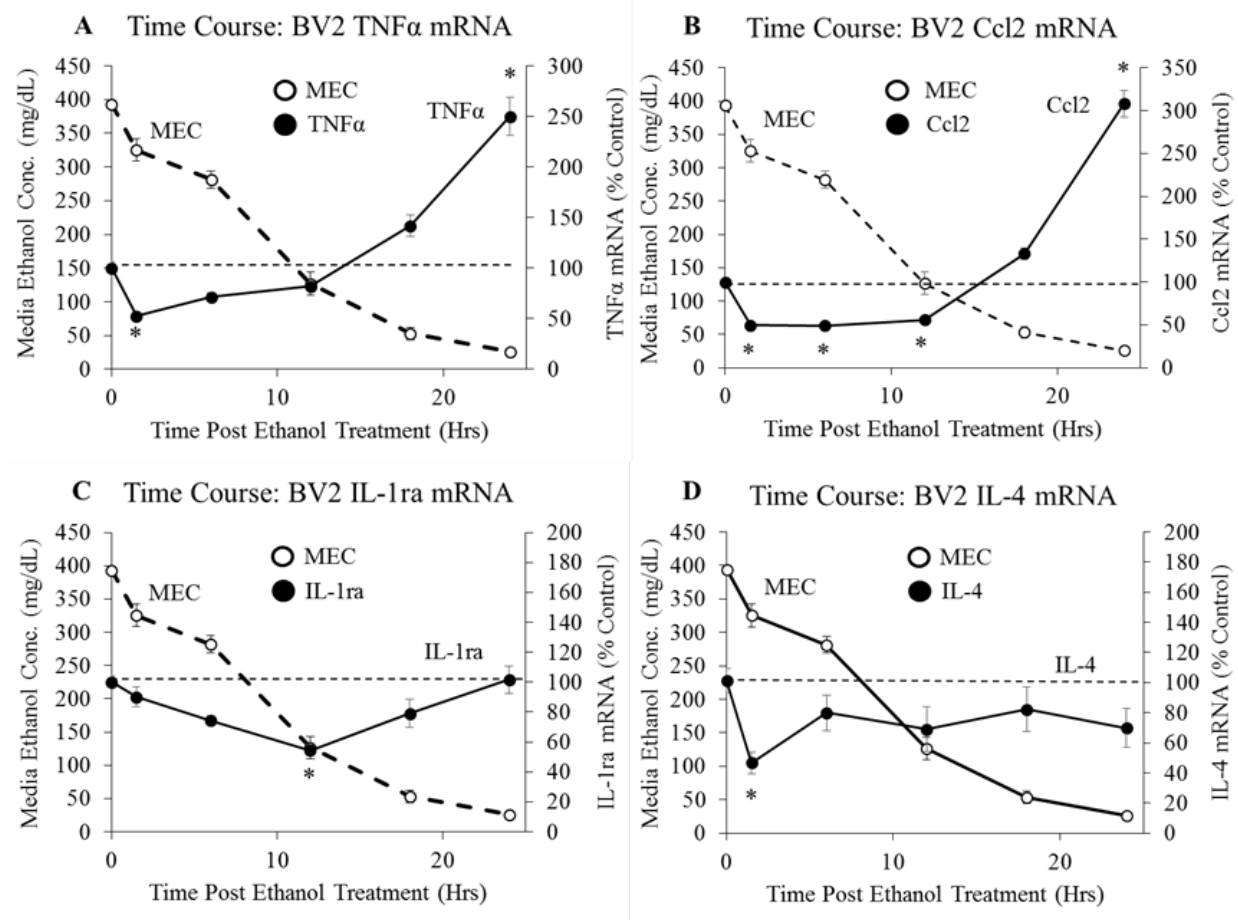 A Time Course: BV2 TNFα mRNA
Media Ethanol Conc. (mg/dL)
450
400
350
300
250
200
150
100
50
0
MEC
TNFα
MEC
TNFα
*
*
300
250
200
150
100
50
0
TNFα mRNA (% Control)
0 10 20
Time Post Ethanol Treatment (Hrs)
B Time Course: BV2 Ccl2 mRNA
Media Ethanol Conc. (mg/dL)
450
400
350
300
250
200
150
100
50
0
MEC
Ccl2
MEC
Ccl2
*
* * *
350
300
250
200
150
100
50
0
Ccl2 mRNA (% Control)
0 10 20
Time Post Ethanol Treatment (Hrs)
C Time Course: BV2 IL-1ra mRNA
Media Ethanol Conc. (mg/dL)
450
400
350
300
250
200
150
100
50
0
MEC
IL-1ra
MEC
IL-1ra
*
200
180
160
140
120
100
80
60
40
20
0
IL-1ra mRNA (% Control)
0 10 20
Time Post Ethanol Treatment (Hrs)
D Time Course: BV2 IL-4 mRNA
Media Ethanol Conc. (mg/dL)
450
400
350
300
250
200
150
100
50
0
MEC
IL-4
MEC
IL-4
*
200
180
160
140
120
100
80
60
40
20
0
IL-4 mRNA (% Control)
0 10 20
Time Post Ethanol Treatment (Hrs)